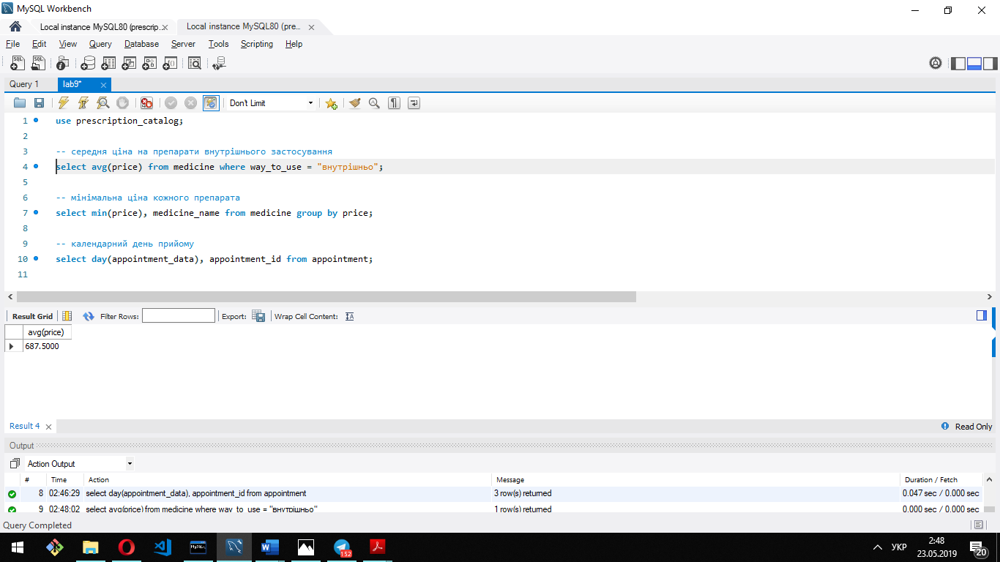 MySQL Workbench
Local instance MySQL80 (prescrip... Local instance MySQL80 (pre...
File Edit View Query Database Server Tools Scripting Help
Query 1 lab9*
Don't Limit
1 use prescription_catalog;
2
3 -- середня ціна на препарати внутрішнього застосування
4 select avg(price) from medicine where way_to_use = "внутрішньо";
5
6 -- мінімальна ціна кожного препарата
7 select min(price), medicine_name from medicine group by price;
8
9 -- календарний день прийому
10 select day(appointment_data), appointment_id from appointment;
11
Result Grid Filter Rows: Export: Wrap Cell Content:
avg(price)
687.5000
Result 4 Read Only
Output
Action Output
# Time Action Message Duration / Fetch
8 02:46:29 select day(appointment_data), appointment_id from appointment 3 row(s) returned 0.047 sec / 0.000 sec
9 02:48:02 select avg(price) from medicine where way_to_use = "внутрішньо" 1 row(s) returned 0.000 sec / 0.000 sec
Query Completed
152 УКР 2:48
23.05.2019 20